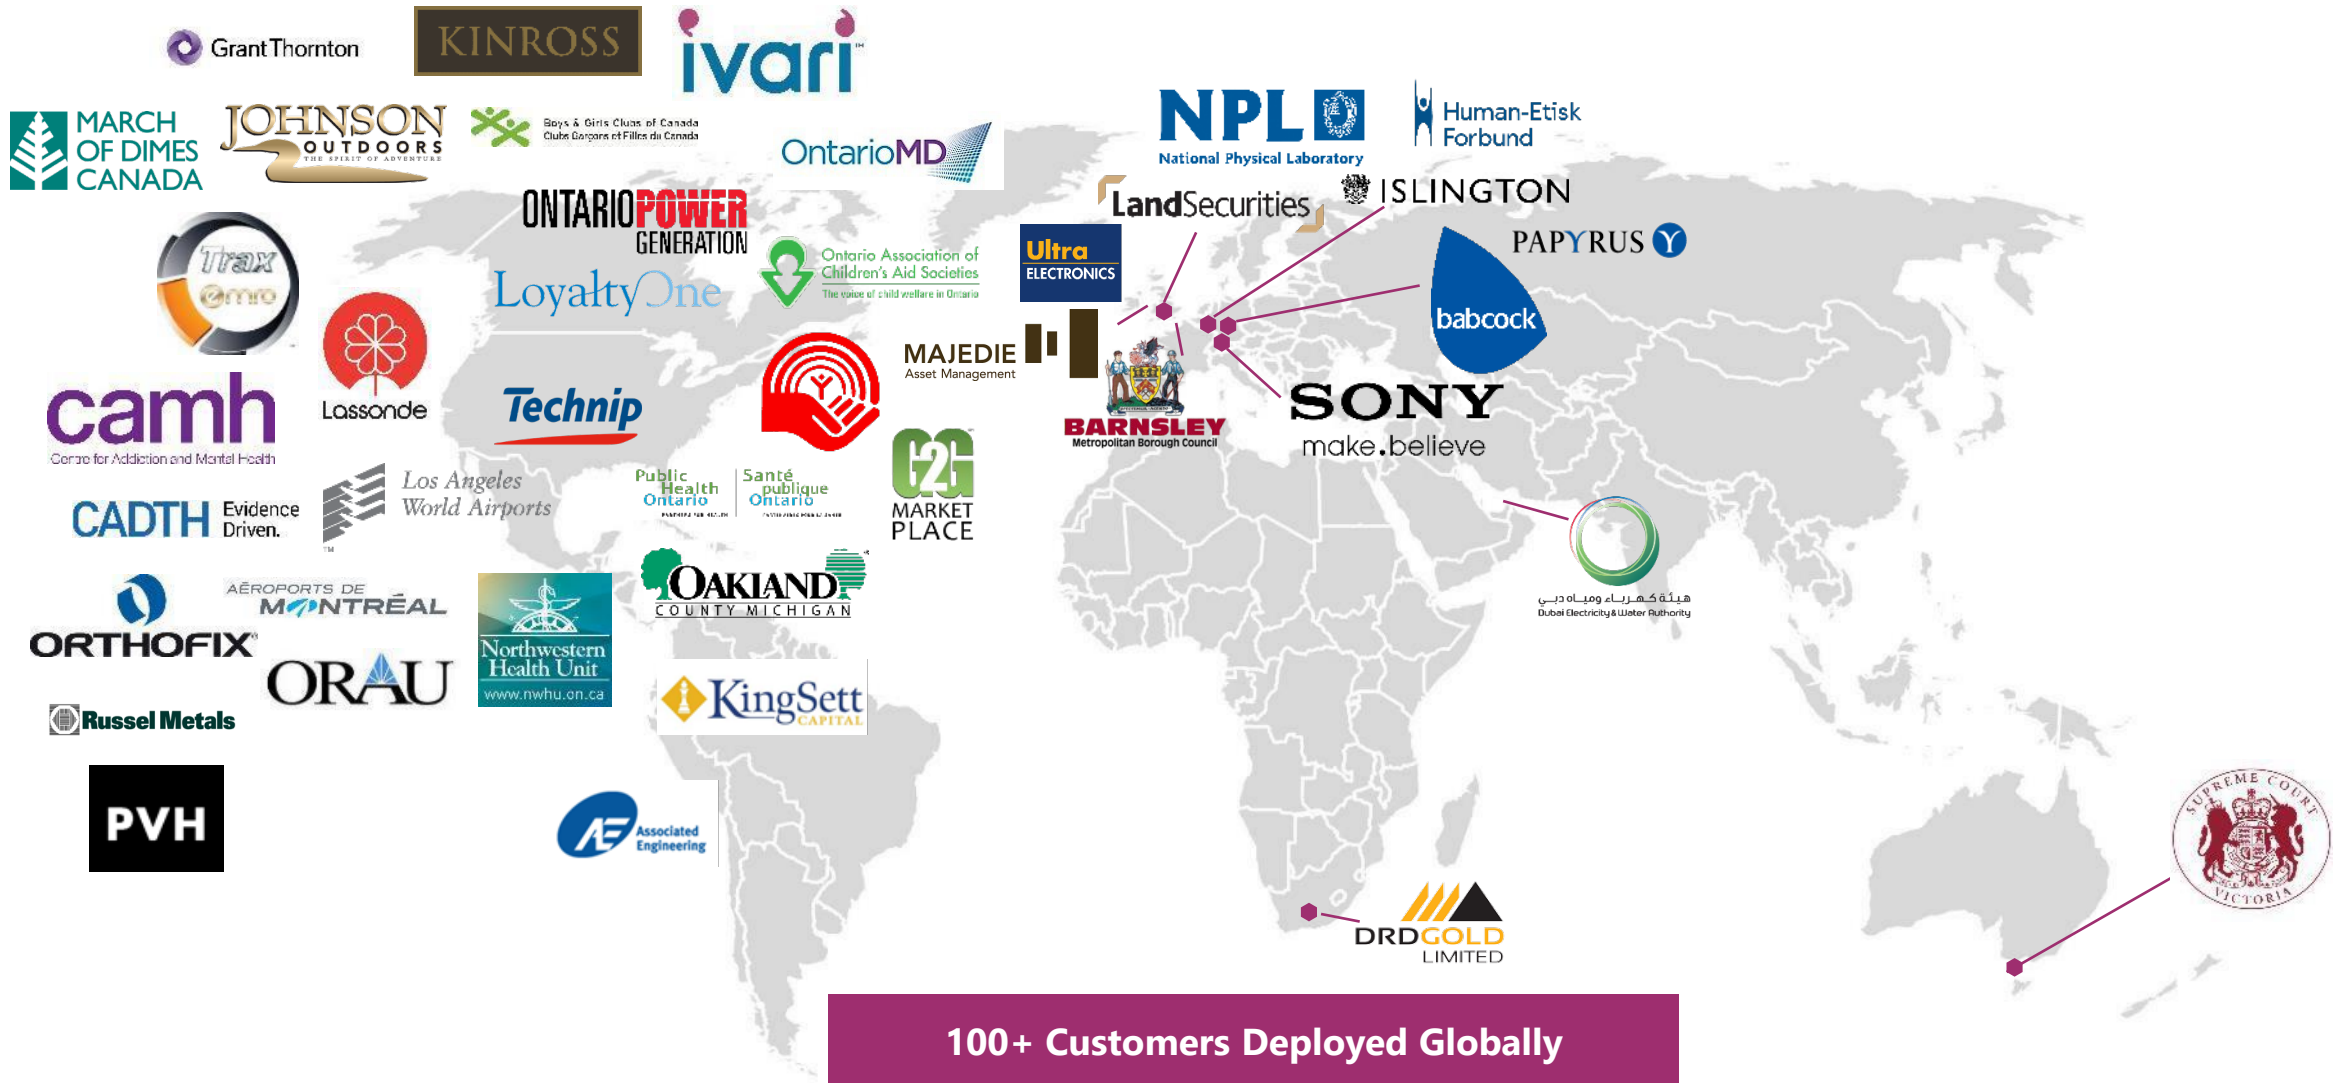 GrantThornton
KINROSS
ivari
TM
MARCH
OF DIMES
CANADA
JOHNSON
OUTDOORS
THE SPIRIT OF ADVENTURE
Boys & Girls Clubs of Canada
Clubs Garçons et Filles du Canada
OntarioMD
NPL
National Physical Laboratory
Human-Etisk
Forbund
ONTARIOPOWER
GENERATION
LandSecurities
ISLINGTON
PAPYRUS
Trax
emro
LoyaltyOne
Ontario Association of
Children's Aid Societies
The voice of child welfare in Ontario
Ultra
ELECTRONICS
babcock
Lassonde
Technip
MAJEDIE
Asset Management
BARNSLEY
Metropolitan Borough Council
SONY
make.believe
camh
Centre for Addiction and Mental Health
CADTH Evidence
Driven.
Los Angeles
World Airports
TM
Public
Health
Ontario
Santé
publique
Ontario
G2G
MARKET
PLACE
هيئة كهرباء ومياه دبي
Dubai Electricity & Water Authority
ORTHOFIX®
AÉROPORTS DE
MONTRÉAL
ORAU
Northwestern
Health Unit
www.nwhu.on.ca
OAKLAND
COUNTY MICHIGAN
KingSett
CAPITAL
Russel Metals
PVH
AE Associated
Engineering
DRDGOLD
LIMITED
SUPREME COURT
VICTORIA
100+ Customers Deployed Globally